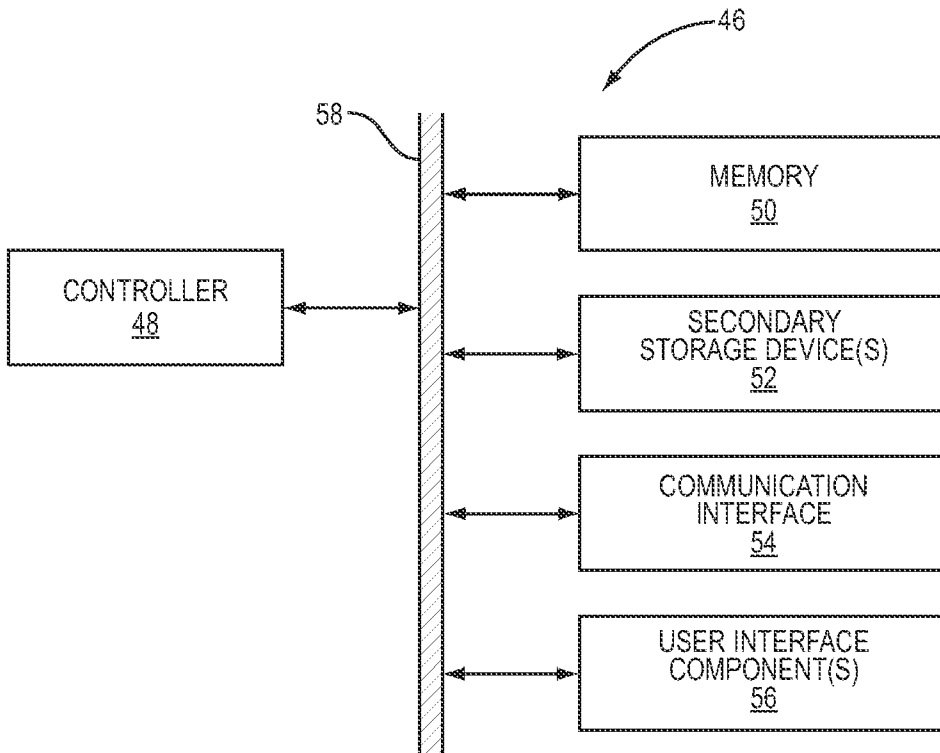 46
58
MEMORY
50
CONTROLLER
48
SECONDARY
STORAGE DEVICE(S)
52
COMMUNICATION
INTERFACE
54
USER INTERFACE
COMPONENT(S)
56